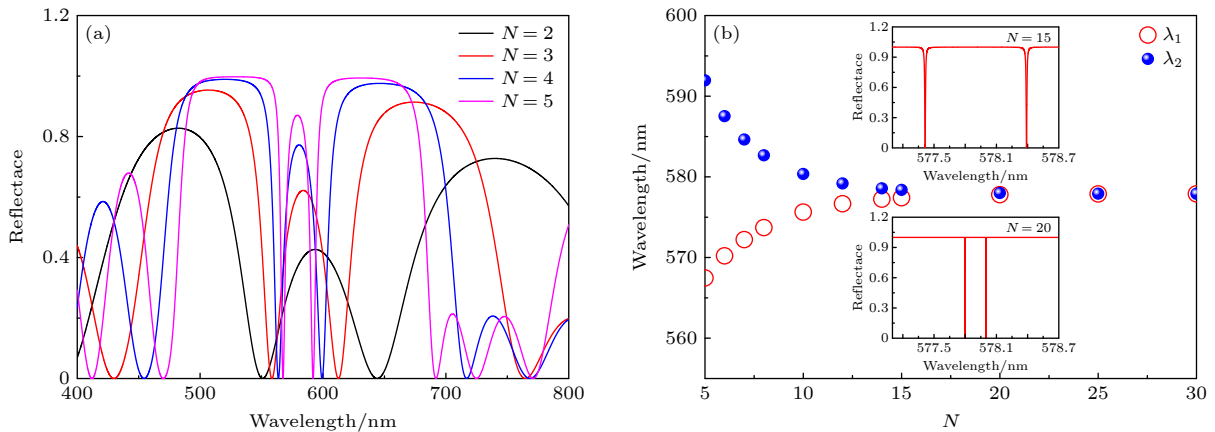 (a)
N = 2
N = 3
N = 4
N = 5
1.2
0.8
0.4
0
Reflectace
400
500
600
700
800
Wavelength/nm
(b)
λ1
λ2
600
590
580
570
560
Wavelength/nm
5
10
15
20
25
30
N
N = 15
1.2
0.9
0.6
0.3
0
Reflectace
577.5
578.1
578.7
Wavelength/nm
N = 20
1.2
0.9
0.6
0.3
0
Reflectace
577.5
578.1
578.7
Wavelength/nm